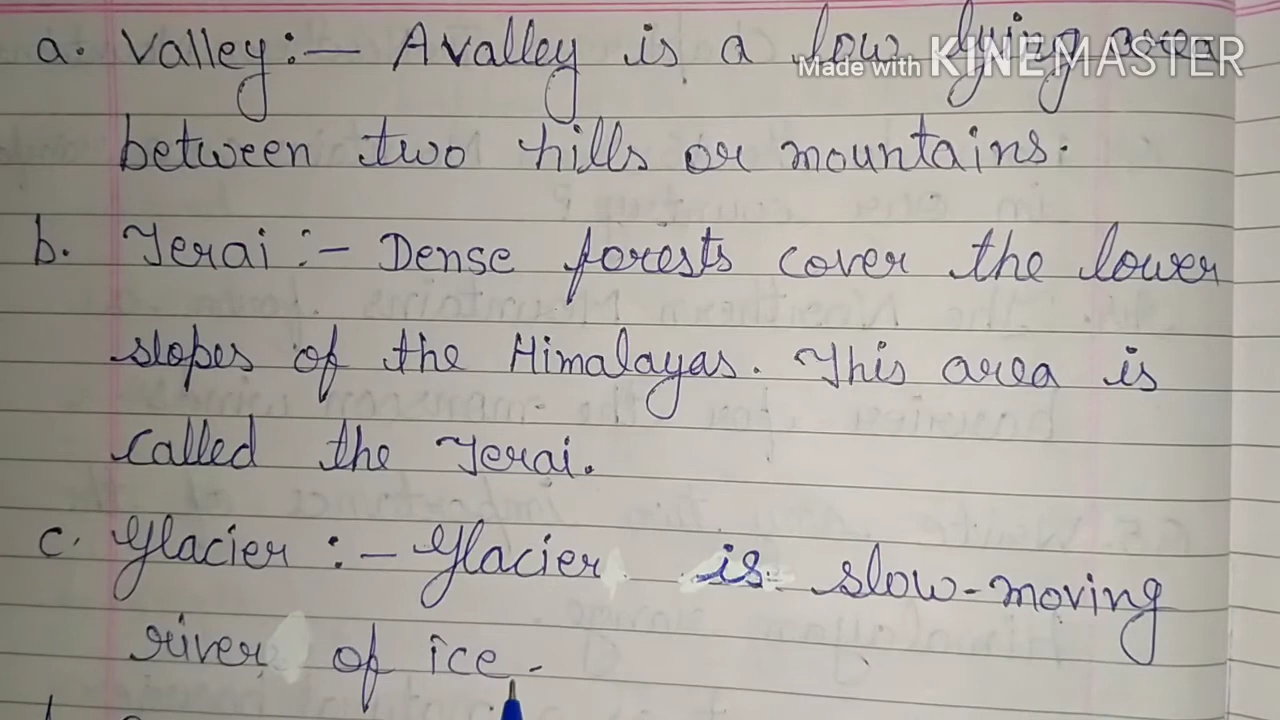 a. Valley :- A valley is a low lying area
Made with KINEMASTER
between two hills or mountains.
b. Terai :- Dense forests cover the lower
slopes of the Himalayas. This area is
called the Terai.
c. Glacier :- Glacier is slow-moving
river of ice.